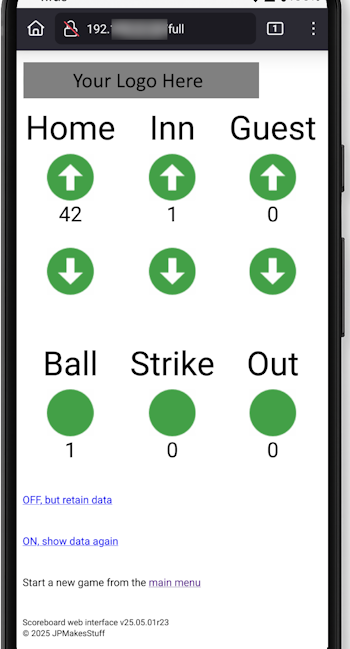 192.
full
1
Your Logo Here
Home Inn Guest
42 1 0
Ball Strike Out
1 0 0
OFF, but retain data
ON, show data again
Start a new game from the main menu
Scoreboard web interface v25.05.01r23
© 2025 JPMakesStuff